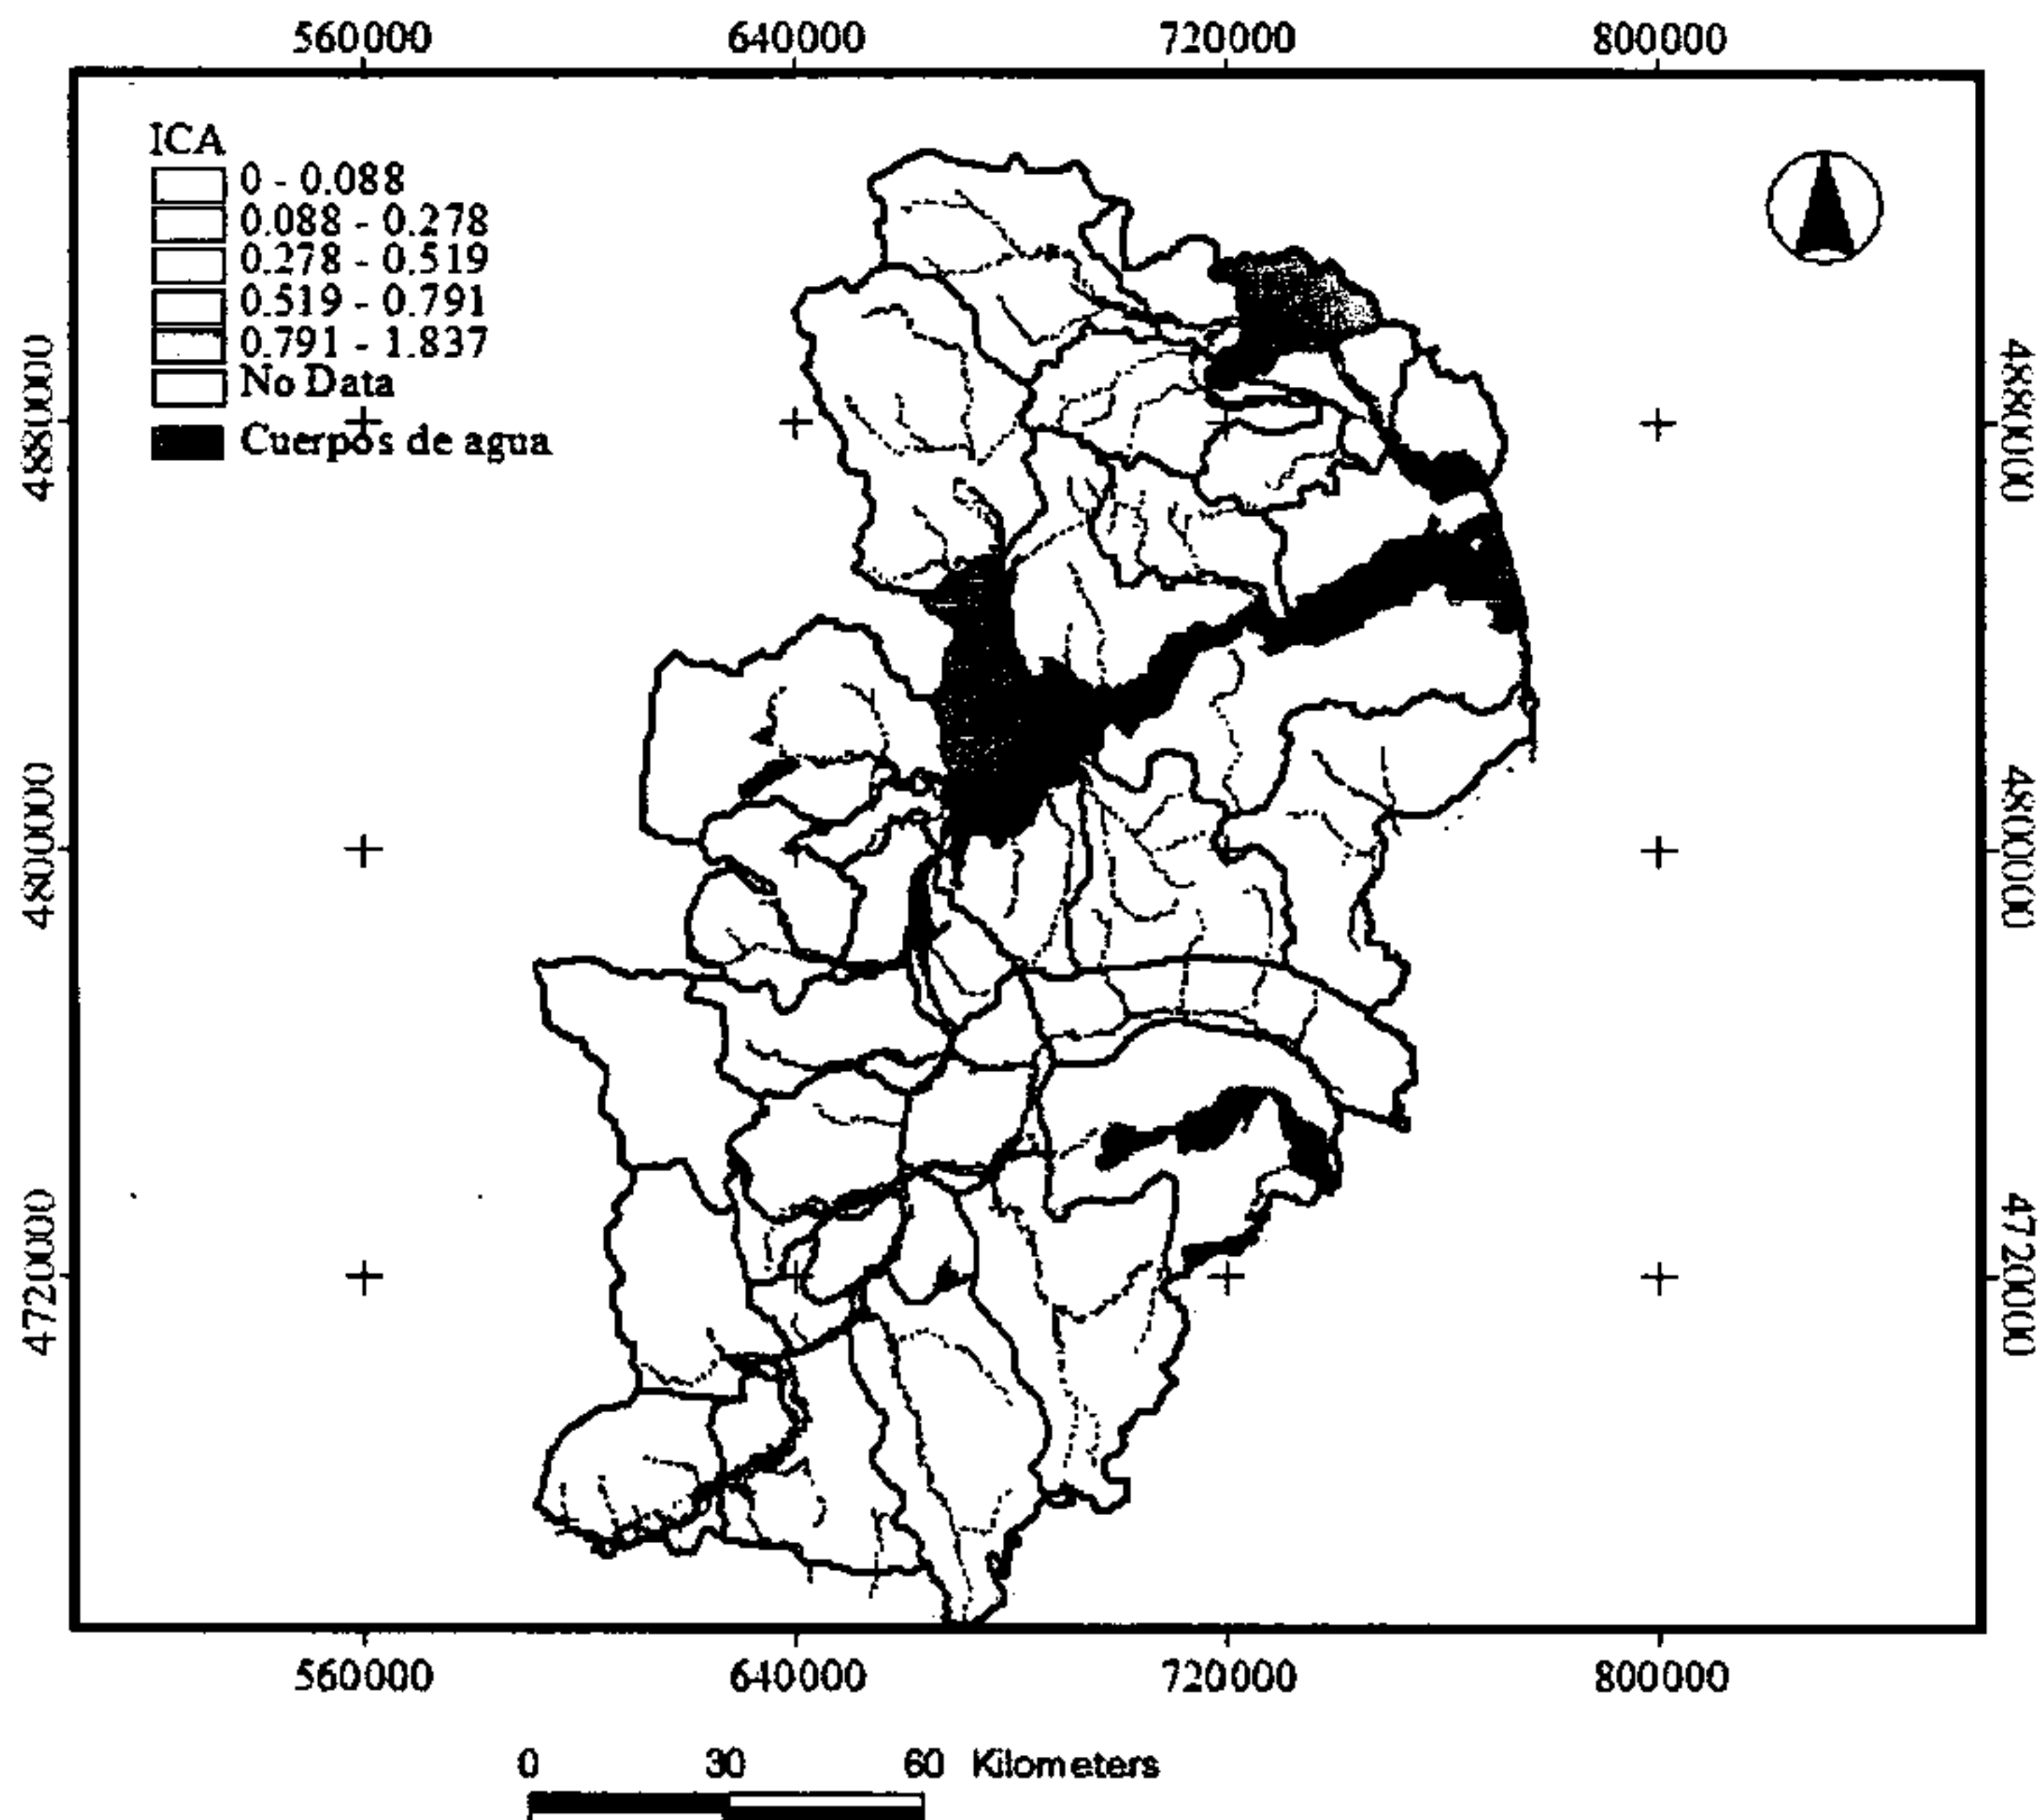 560000 640000 720000 800000
ICA
0 - 0.088
0.088 - 0.278
0.278 - 0.519
0.519 - 0.791
0.791 - 1.837
No Data
Cuerpos de agua
4880000 4880000
4800000 4800000
4720000 4720000
560000 640000 720000 800000
0 30 60 Kilometers